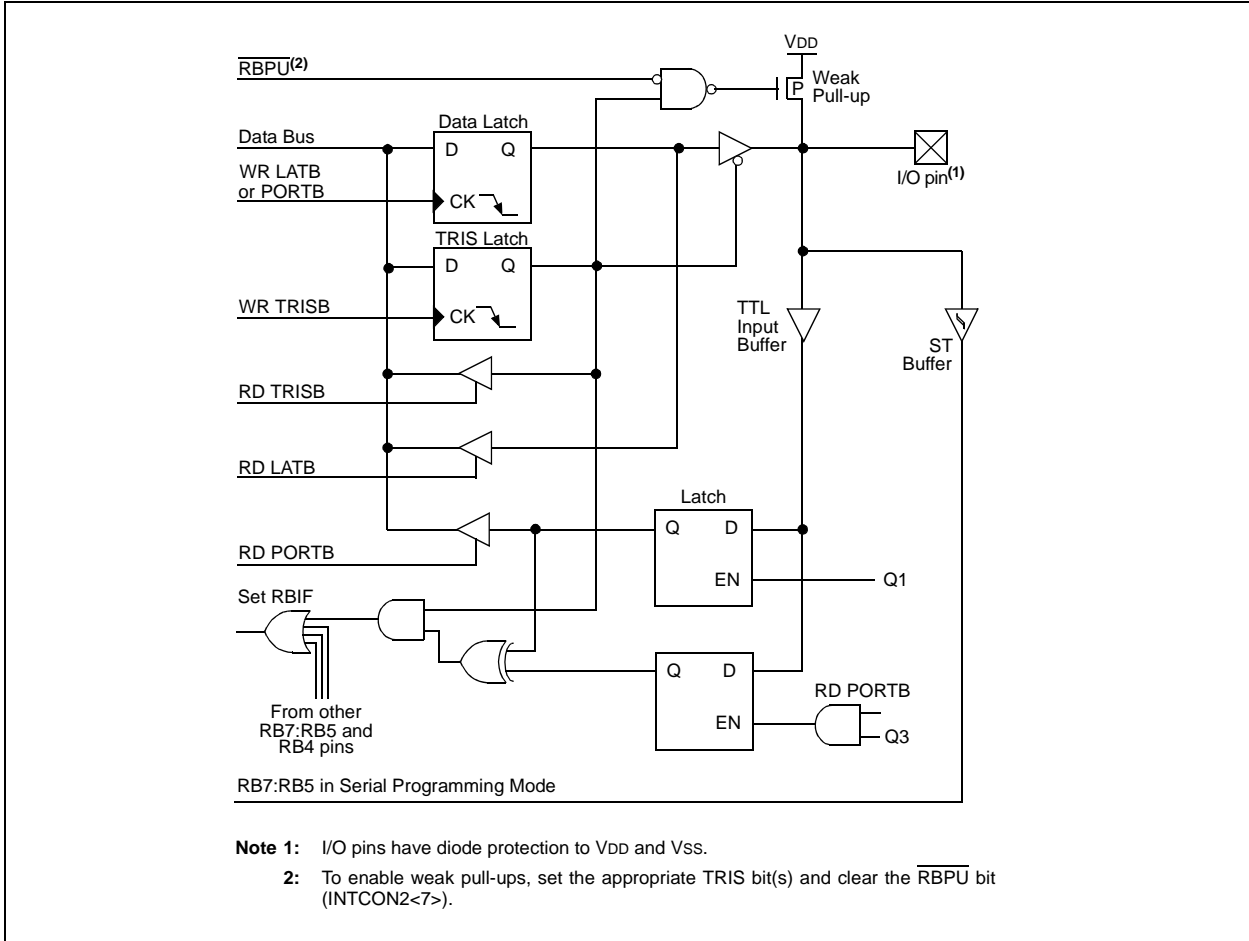 VDD
RBPU(2)
Weak
Pull-up
P
Data Latch
Data Bus
D Q
WR LATB
or PORTB
I/O pin(1)
CK
TRIS Latch
D Q
WR TRISB
CK
TTL
Input
Buffer
ST
Buffer
RD TRISB
RD LATB
Latch
Q D
RD PORTB
EN
Q1
Set RBIF
Q D
RD PORTB
EN
Q3
From other
RB7:RB5 and
RB4 pins
RB7:RB5 in Serial Programming Mode
Note 1: I/O pins have diode protection to VDD and VSS.
2: To enable weak pull-ups, set the appropriate TRIS bit(s) and clear the RBPU bit
(INTCON2<7>).